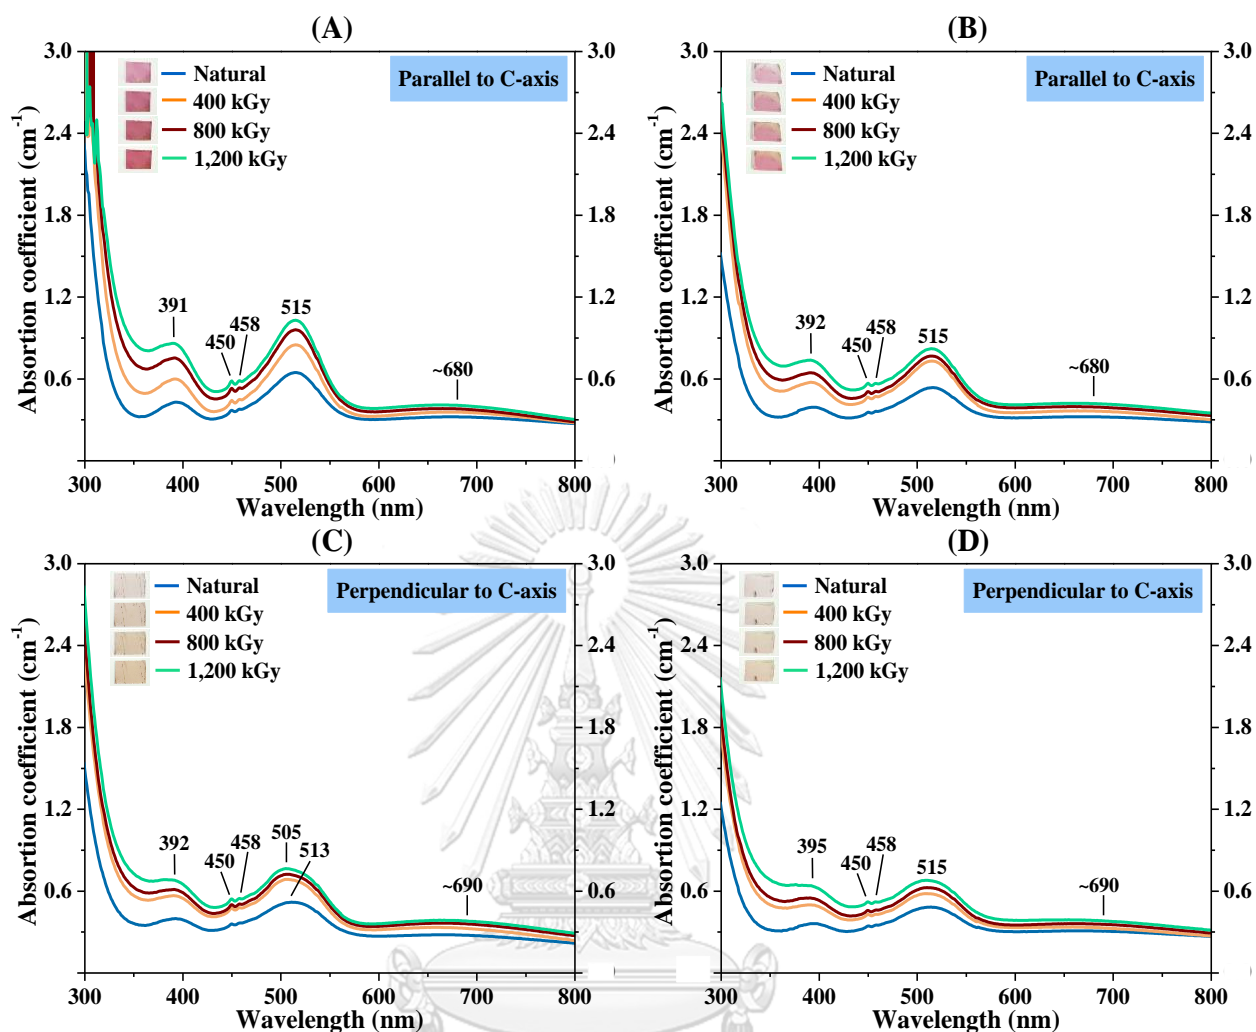 (A)
Absortion coefficient (cm⁻¹)
3.0
2.4
1.8
1.2
0.6
3.0
2.4
1.8
1.2
0.6
Natural
400 kGy
800 kGy
1,200 kGy
Parallel to C-axis
391
450
458
515
~680
300 400 500 600 700 800
Wavelength (nm)
(B)
Absortion coefficient (cm⁻¹)
3.0
2.4
1.8
1.2
0.6
3.0
2.4
1.8
1.2
0.6
Natural
400 kGy
800 kGy
1,200 kGy
Parallel to C-axis
392
450
458
515
~680
300 400 500 600 700 800
Wavelength (nm)
(C)
Absortion coefficient (cm⁻¹)
3.0
2.4
1.8
1.2
0.6
3.0
2.4
1.8
1.2
0.6
Natural
400 kGy
800 kGy
1,200 kGy
Perpendicular to C-axis
392
450
458
505
513
~690
300 400 500 600 700 800
Wavelength (nm)
(D)
Absortion coefficient (cm⁻¹)
3.0
2.4
1.8
1.2
0.6
3.0
2.4
1.8
1.2
0.6
Natural
400 kGy
800 kGy
1,200 kGy
Perpendicular to C-axis
395
450
458
515
~690
300 400 500 600 700 800
Wavelength (nm)